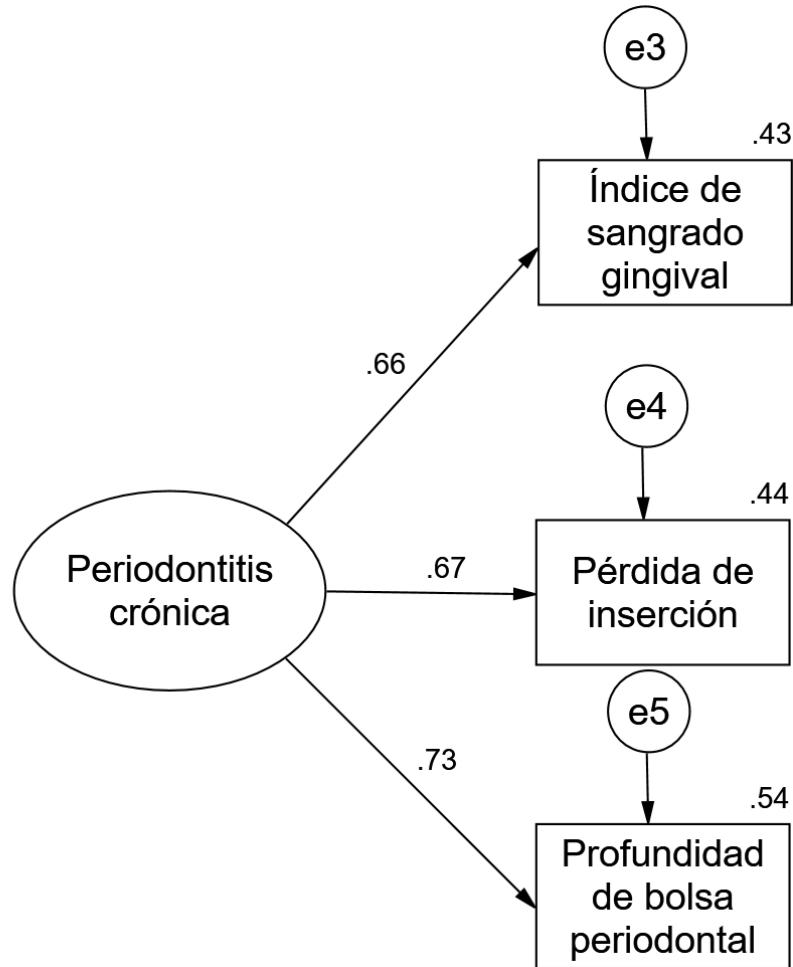 e3
.43
Índice de
sangrado
gingival
.66
e4
.44
Periodontitis
crónica
.67
Pérdida de
inserción
e5
.73
.54
Profundidad
de bolsa
periodontal